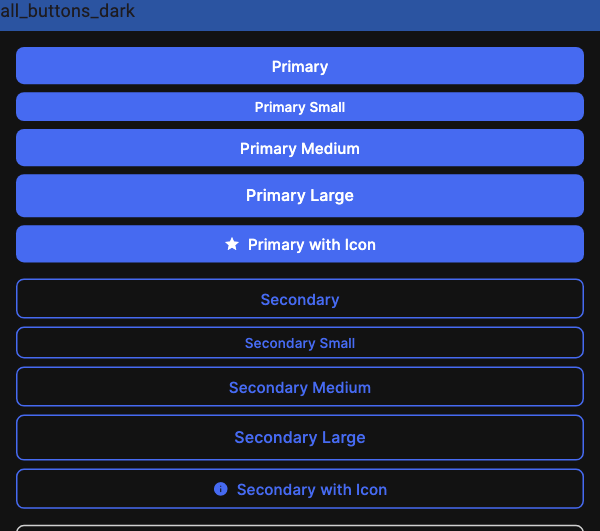 all_buttons_dark
Primary
Primary Small
Primary Medium
Primary Large
Primary with Icon
Secondary
Secondary Small
Secondary Medium
Secondary Large
Secondary with Icon